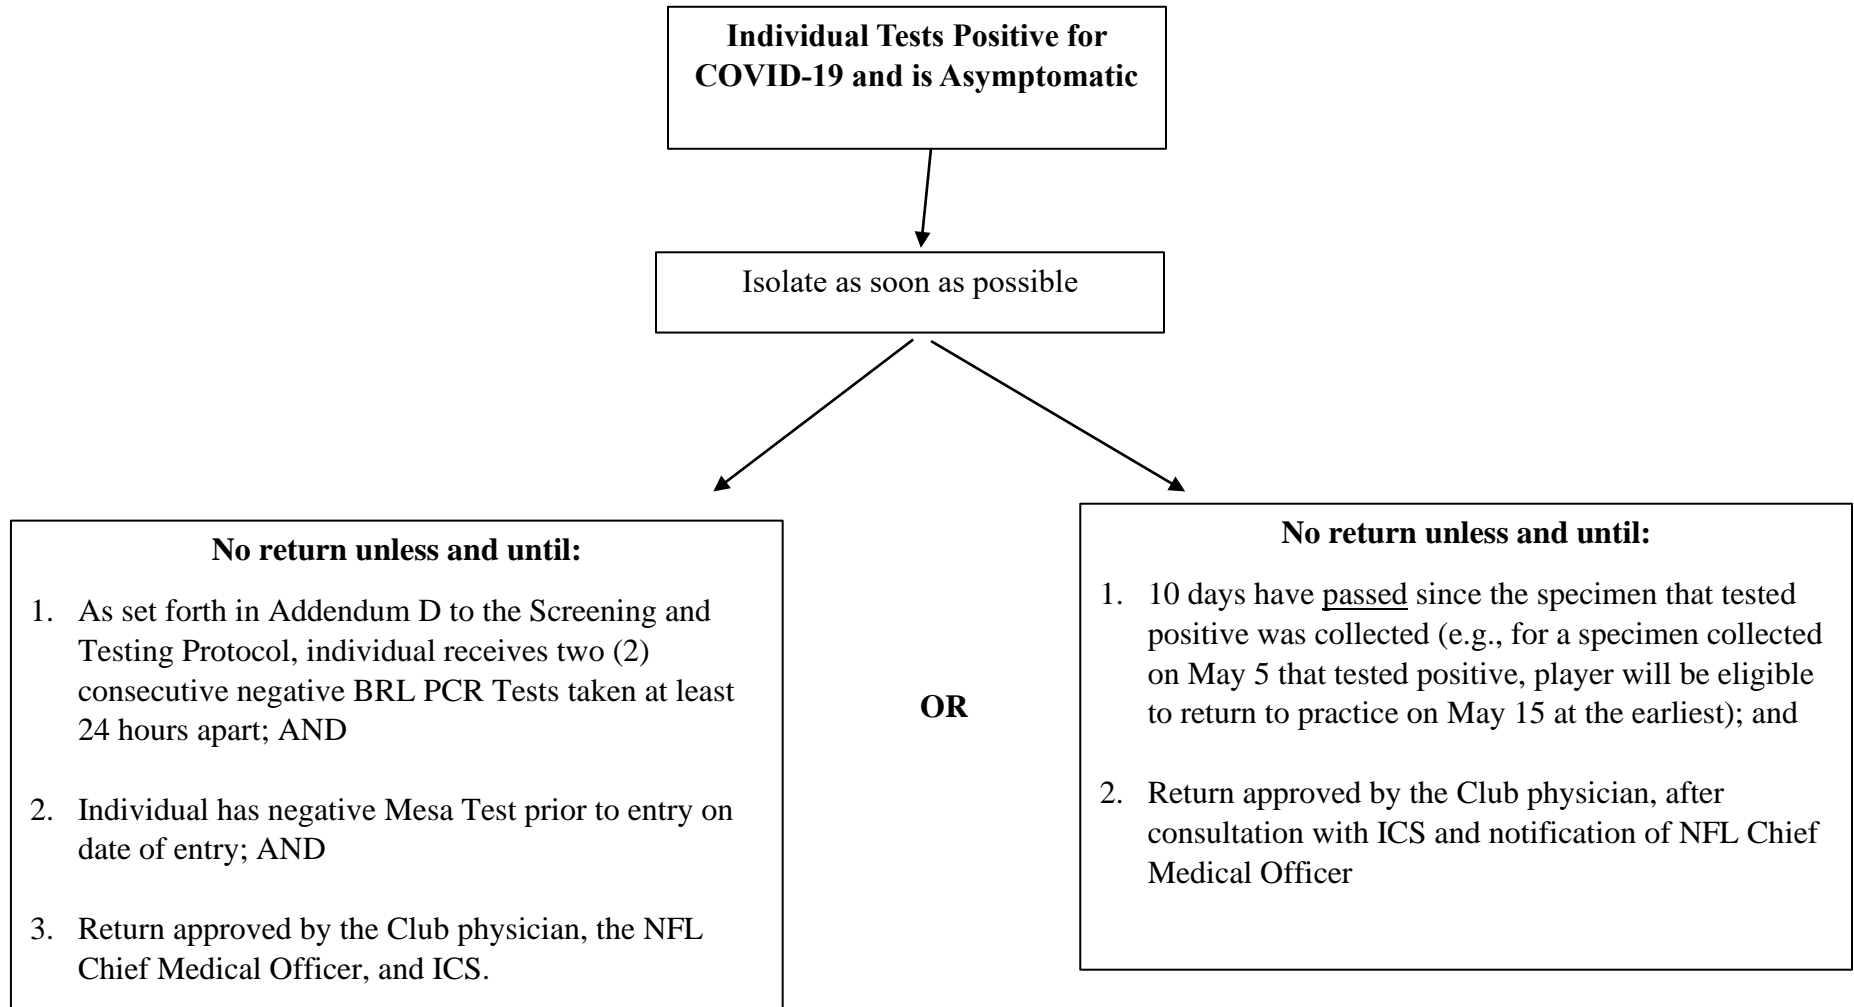 Individual Tests Positive for
COVID-19 and is Asymptomatic
Isolate as soon as possible
No return unless and until:
1. As set forth in Addendum D to the Screening and
Testing Protocol, individual receives two (2)
consecutive negative BRL PCR Tests taken at least
24 hours apart; AND
2. Individual has negative Mesa Test prior to entry on
date of entry; AND
3. Return approved by the Club physician, the NFL
Chief Medical Officer, and ICS.
OR
No return unless and until:
1. 10 days have passed since the specimen that tested
positive was collected (e.g., for a specimen collected
on May 5 that tested positive, player will be eligible
to return to practice on May 15 at the earliest); and
2. Return approved by the Club physician, after
consultation with ICS and notification of NFL Chief
Medical Officer